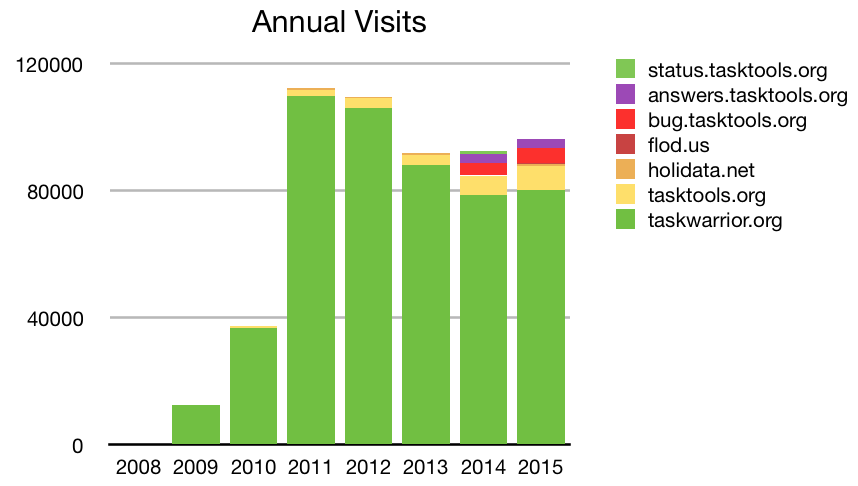 Annual Visits
120000
80000
40000
0
2008 2009 2010 2011 2012 2013 2014 2015
status.tasktools.org
answers.tasktools.org
bug.tasktools.org
flod.us
holidata.net
tasktools.org
taskwarrior.org